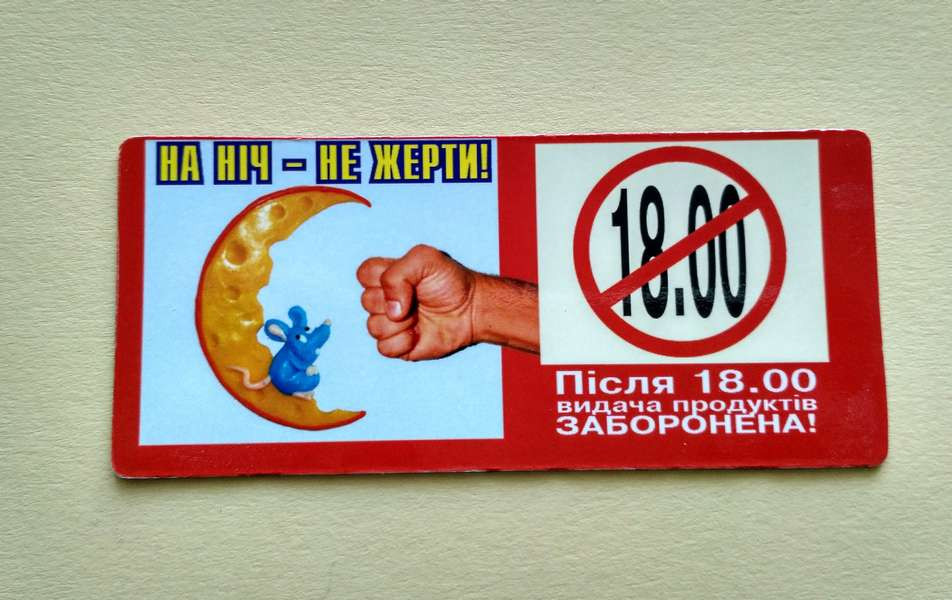 НА НІЧ – НЕ ЖЕРТИ!
18.00
Після 18.00
видача продуктів
ЗАБОРОНЕНА!